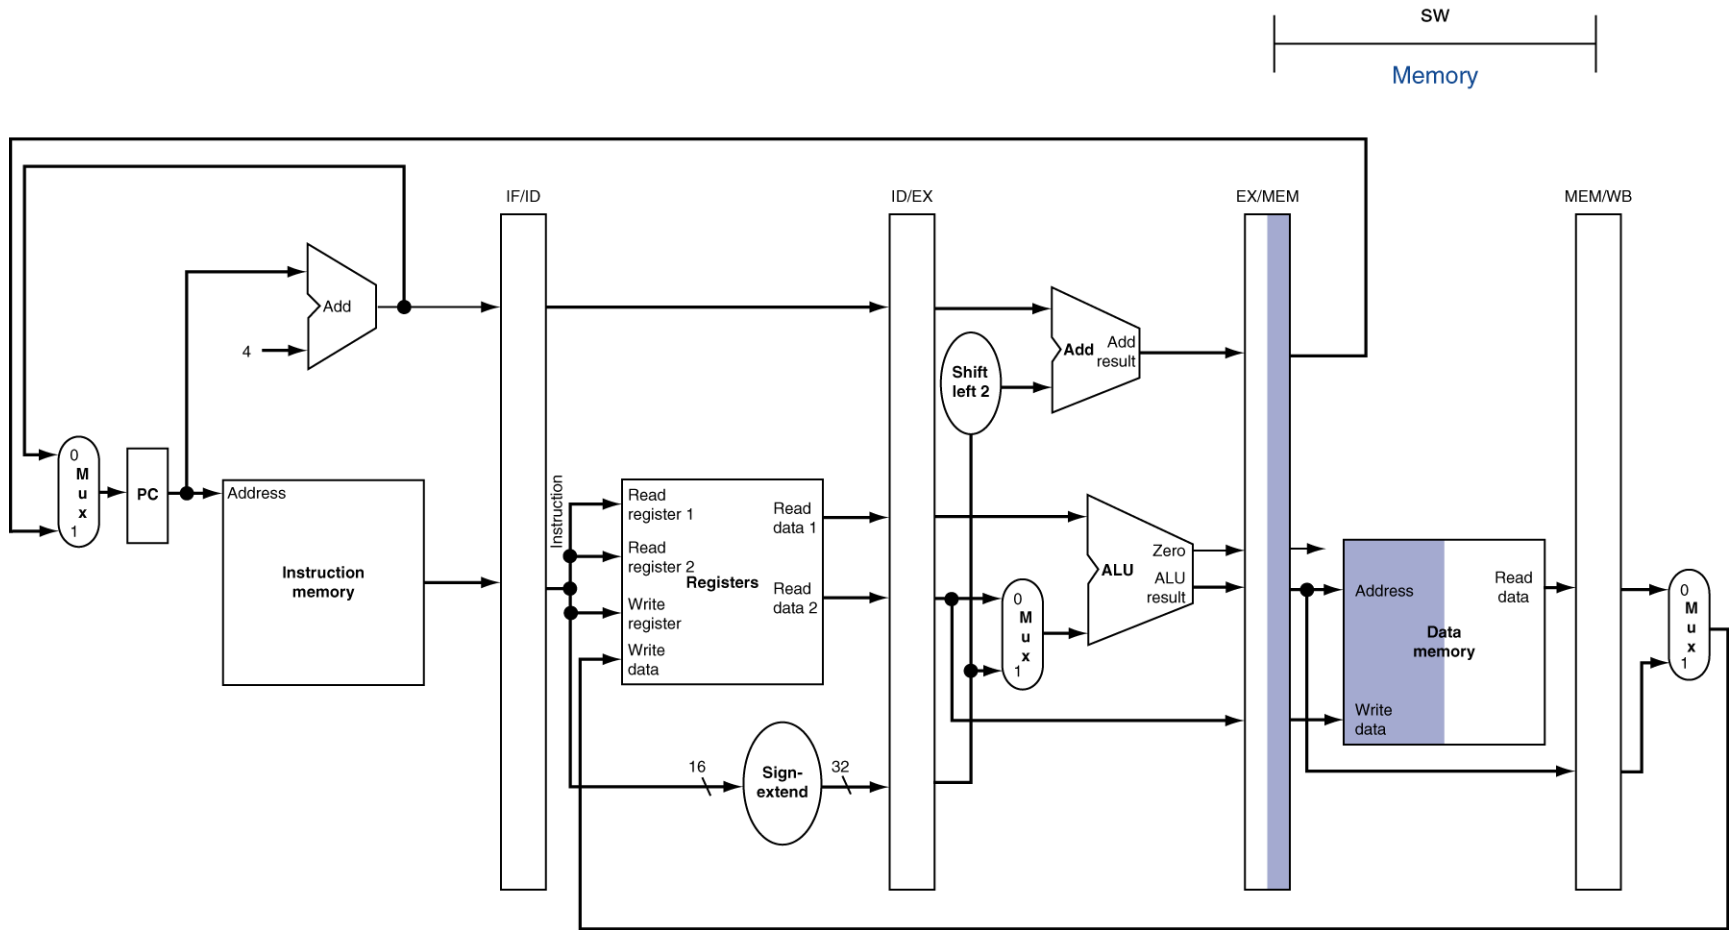 SW
Memory
IF/ID
ID/EX
EX/MEM
MEM/WB
Add
4
Shift
left 2
Add
Add
result
0
M
u
x
1
PC
Address
Instruction
memory
Instruction
Read
register 1
Read
register 2
Write
register
Write
data
Registers
Read
data 1
Read
data 2
16
Sign-
extend
32
0
M
u
x
1
Zero
ALU
ALU
result
Address
Read
data
Data
memory
Write
data
0
M
u
x
1